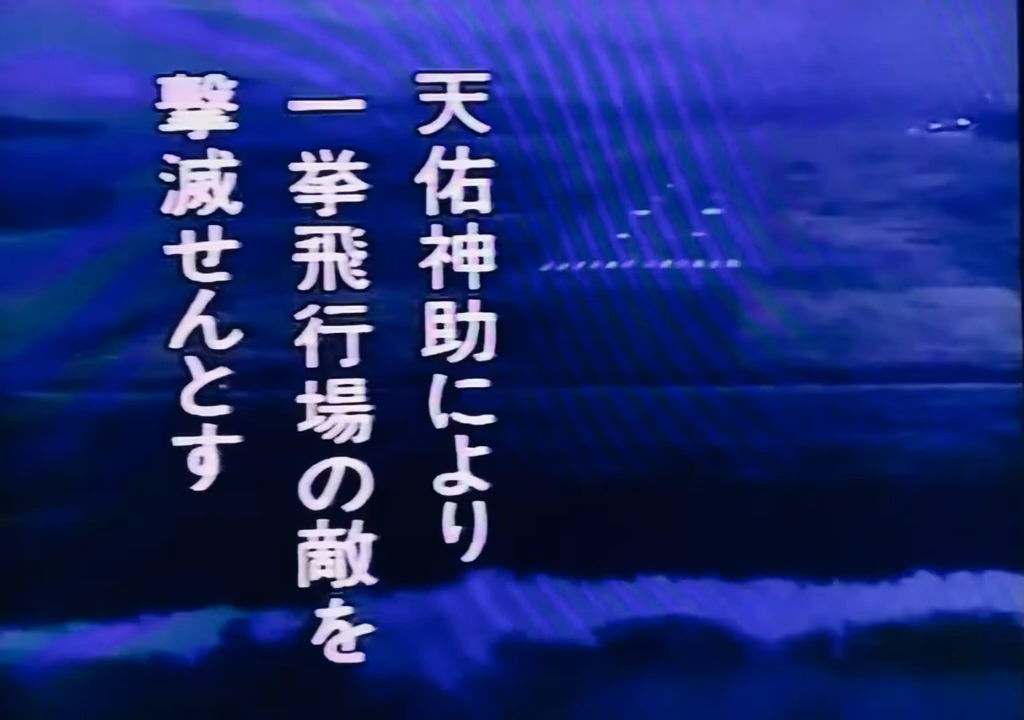 天佑神助により
一挙飛行場の敵を
撃滅せんとす